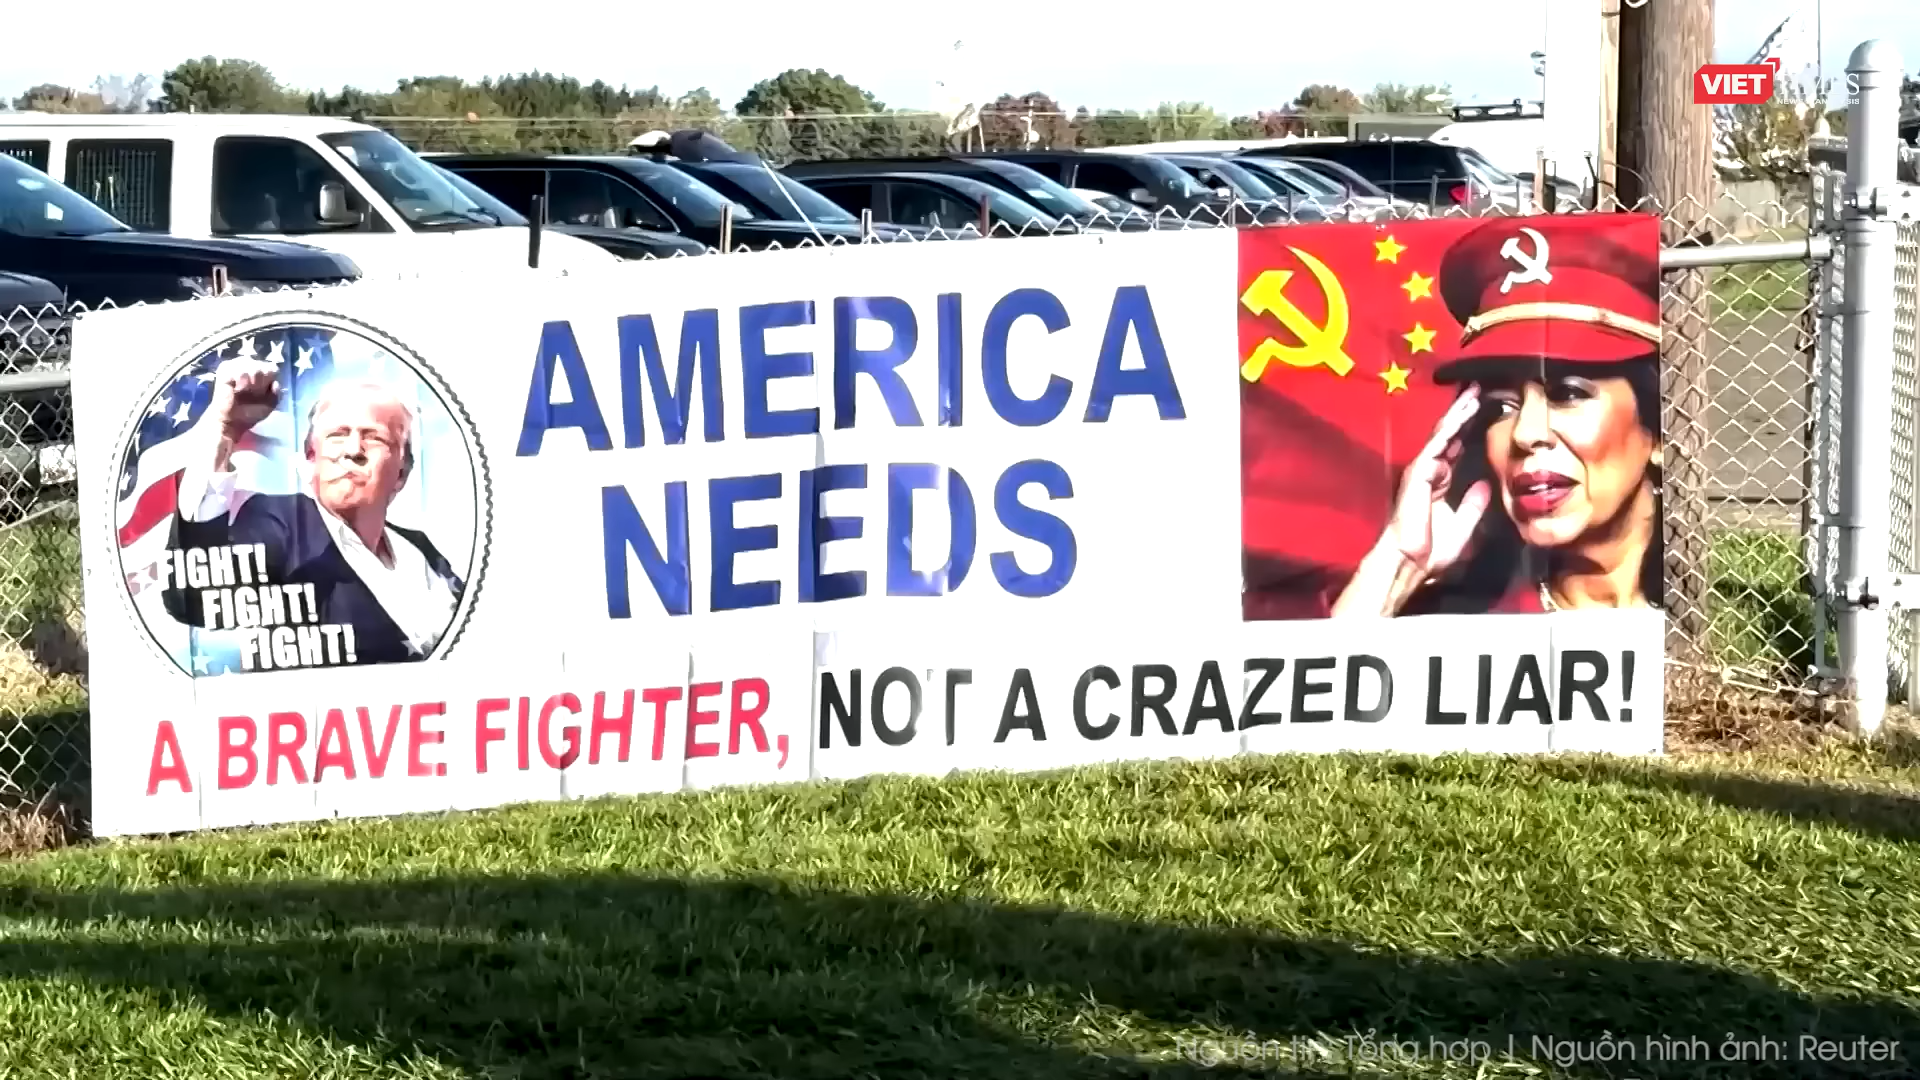 VIET TIMES
AMERICA
NEEDS
FIGHT!
FIGHT!
FIGHT!
A BRAVE FIGHTER, NOT A CRAZED LIAR!
Nguồn tin: Tổng hợp | Nguồn hình ảnh: Reuter